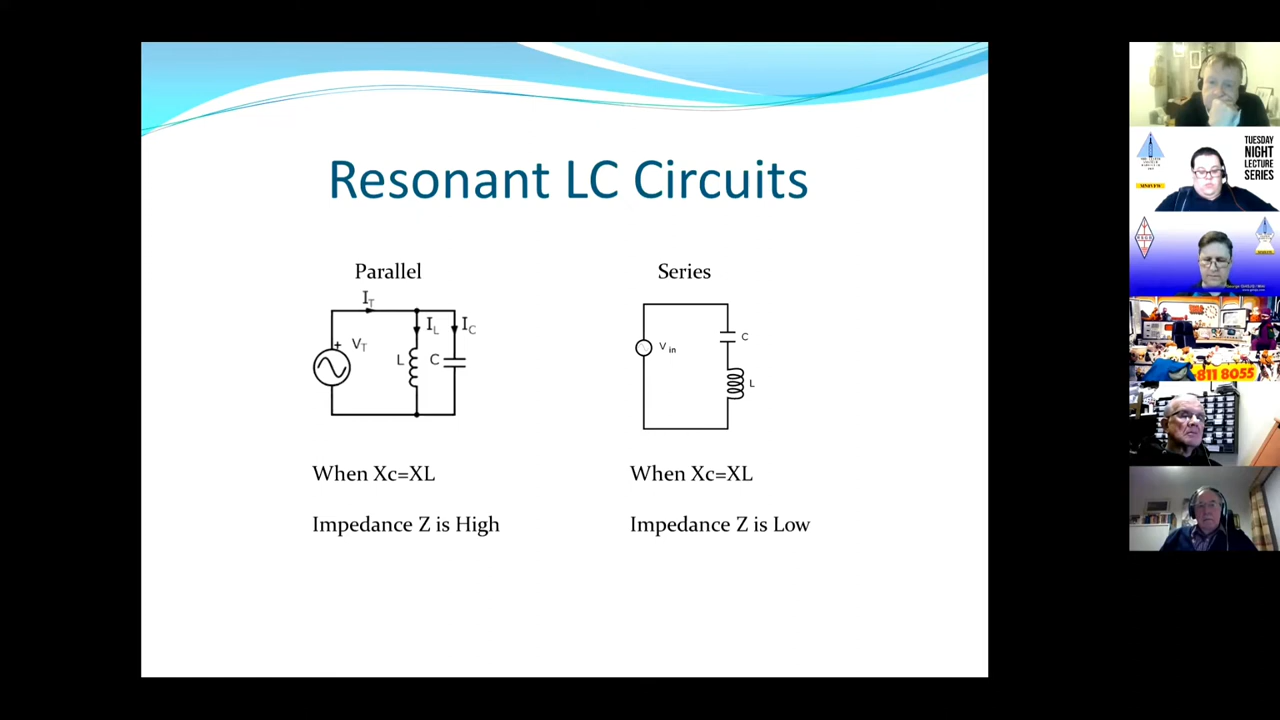 Resonant LC Circuits
Parallel
Series
IT
IL
IC
+
VT
L
C
Vin
C
L
When Xc=XL
When Xc=XL
Impedance Z is High
Impedance Z is Low
TUESDAY
NIGHT
LECTURE
SERIES
811 8055